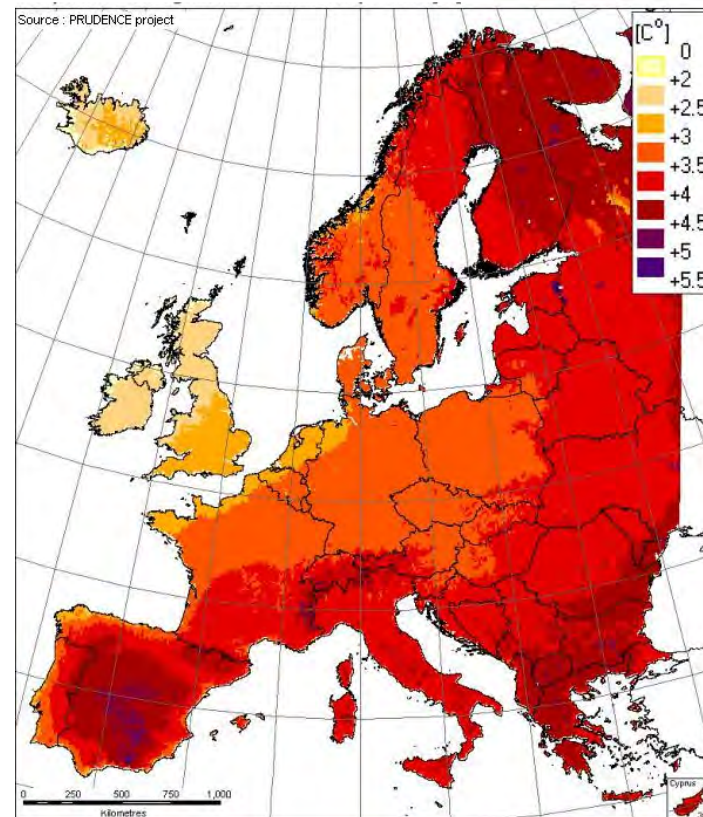 Source : PRUDENCE project
[C°]
0
+2
+2.5
+3
+3.5
+4
+4.5
+5
+5.5
0 250 500 750 1,000
Kilometres
Cyprus